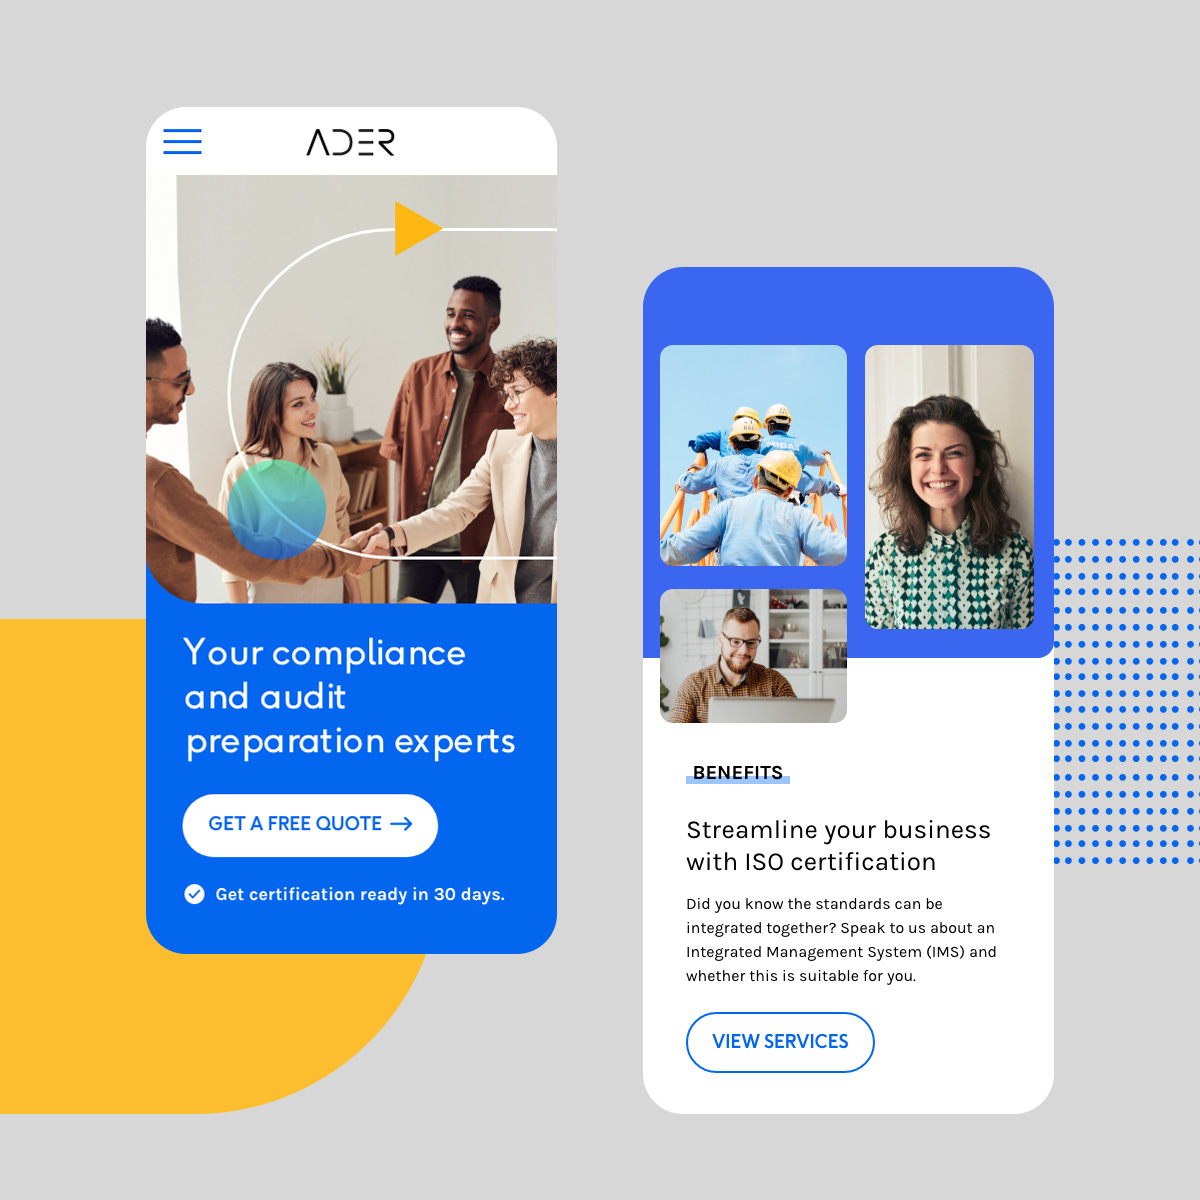 ADER
Your compliance
and audit
preparation experts
GET A FREE QUOTE
Get certification ready in 30 days.
MIDAS
BENEFITS
Streamline your business
with ISO certification
Did you know the standards can be
integrated together? Speak to us about an
Integrated Management System (IMS) and
whether this is suitable for you.
VIEW SERVICES